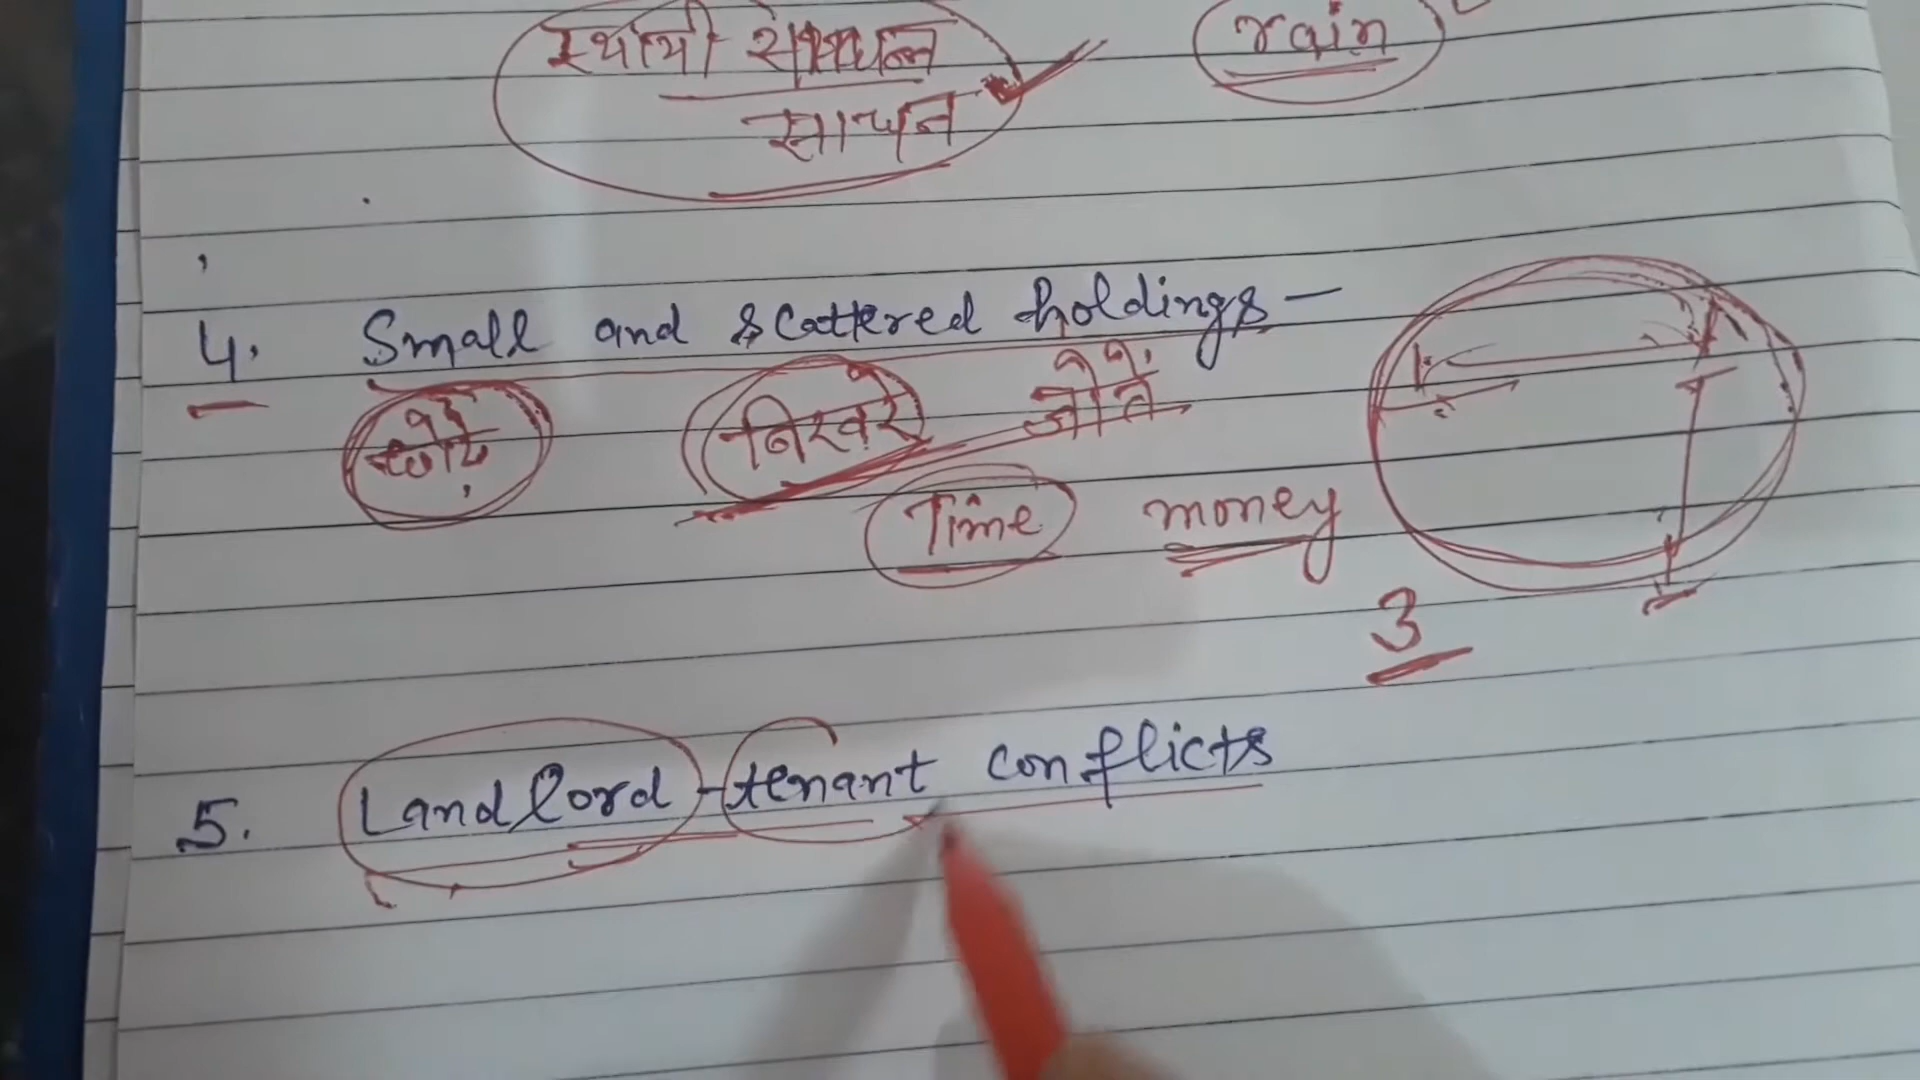 स्थायी rain
साधन
4. Small and scattered holdings -
छोटे बिखरे जोतें
Time money
3
5. Landlord - tenant conflicts